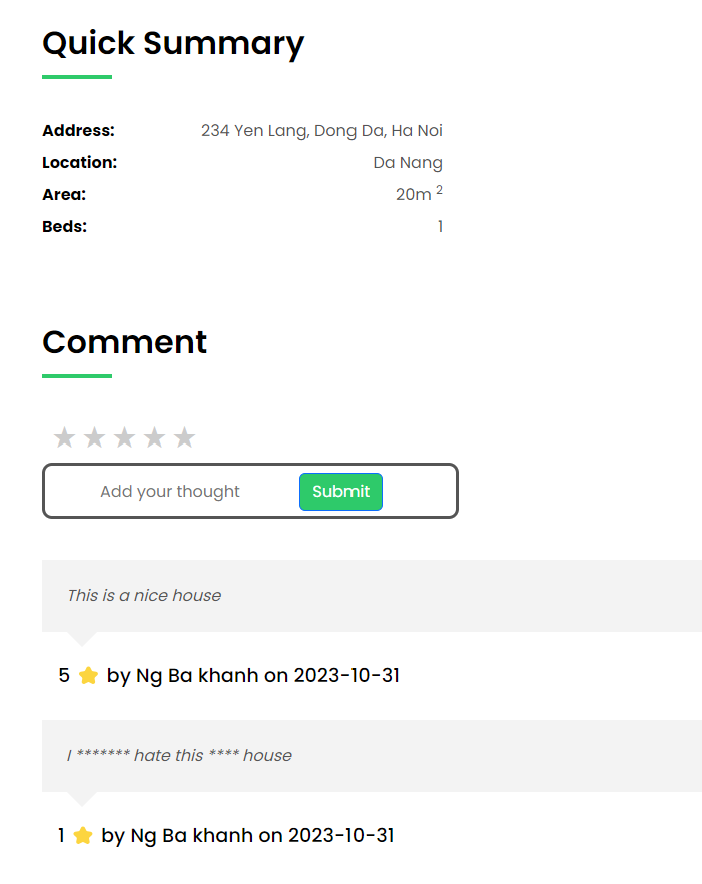 Quick Summary
Address: 234 Yen Lang, Dong Da, Ha Noi
Location: Da Nang
Area: 20m 2
Beds: 1
Comment
Add your thought Submit
This is a nice house
5 by Ng Ba khanh on 2023-10-31
I ******* hate this **** house
1 by Ng Ba khanh on 2023-10-31